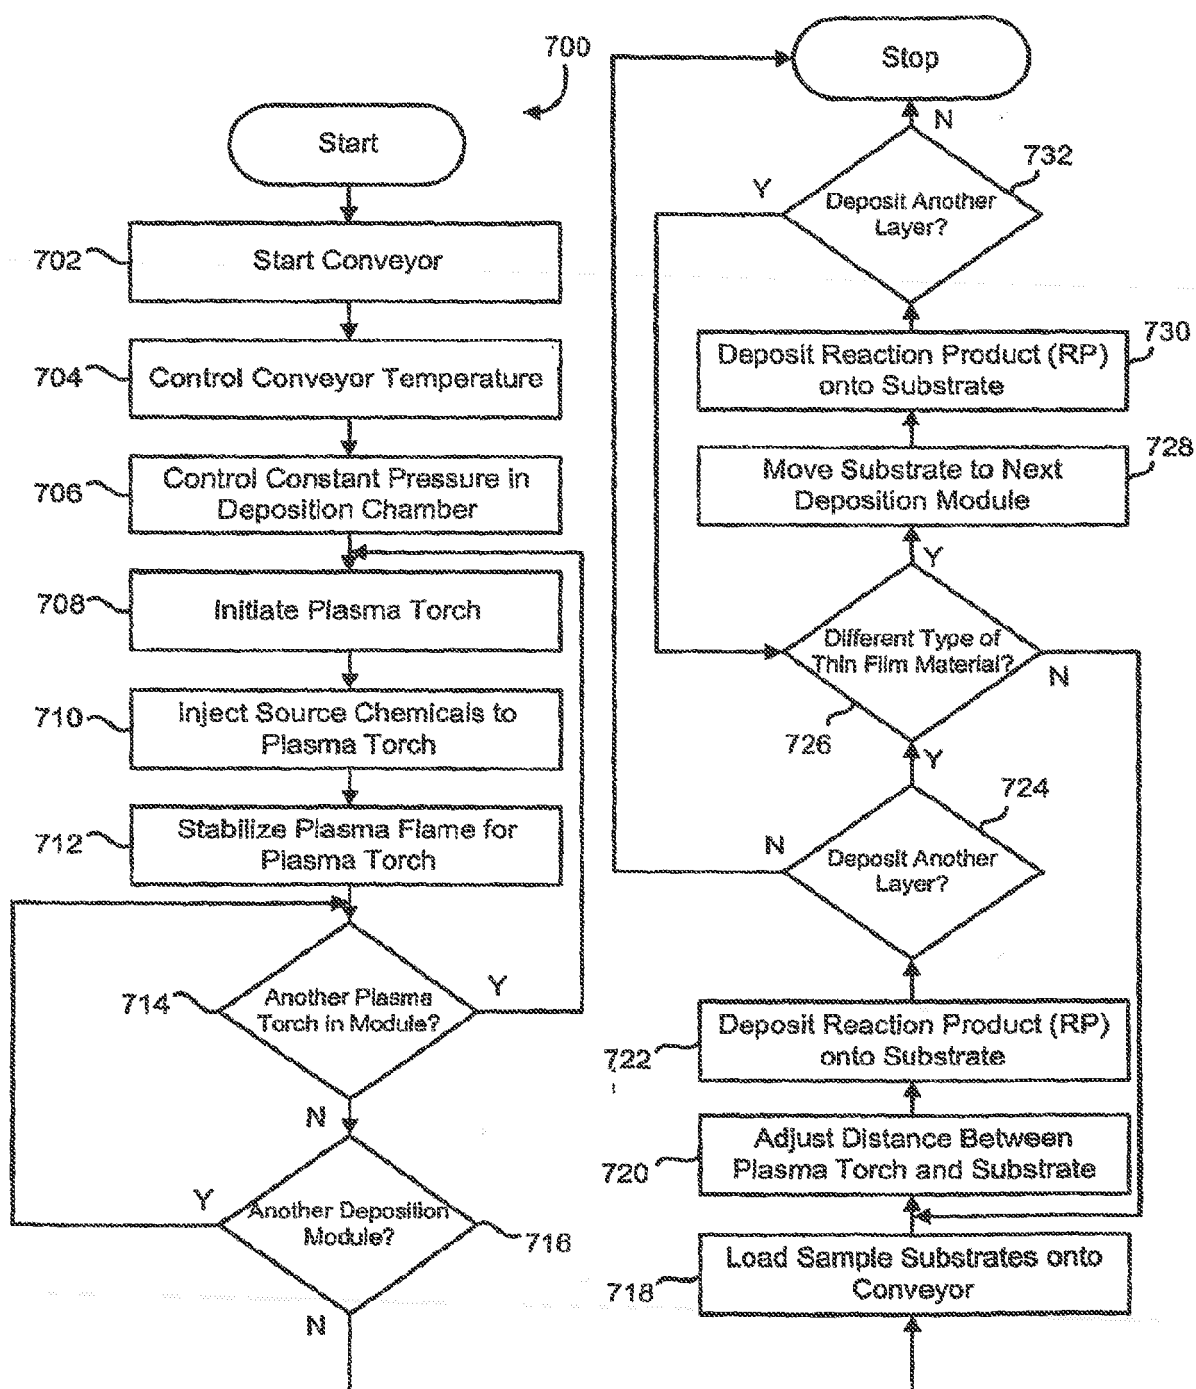 700
Start
702
Start Conveyor
704
Control Conveyor Temperature
706
Control Constant Pressure in
Deposition Chamber
708
Initiate Plasma Torch
710
Inject Source Chemicals to
Plasma Torch
712
Stabilize Plasma Flame for
Plasma Torch
714
Another Plasma
Torch in Module?
Y
N
716
Another Deposition
Module?
Y
N
718
Load Sample Substrates onto
Conveyor
720
Adjust Distance Between
Plasma Torch and Substrate
722
Deposit Reaction Product (RP)
onto Substrate
724
Deposit Another
Layer?
N
Y
726
Different Type of
Thin Film Material?
N
Y
728
Move Substrate to Next
Deposition Module
730
Deposit Reaction Product (RP)
onto Substrate
732
Deposit Another
Layer?
Y
N
Stop